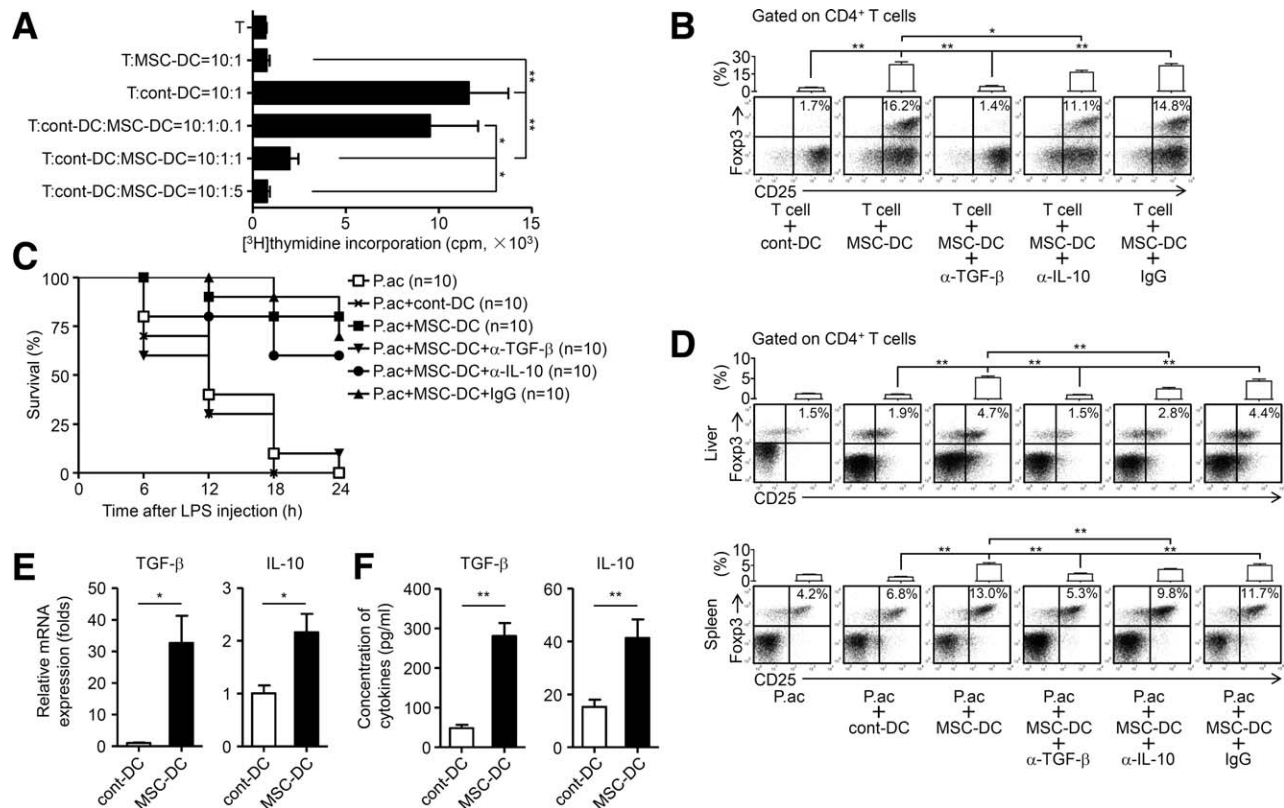 A
T
T:MSC-DC=10:1
T:cont-DC=10:1
T:cont-DC:MSC-DC=10:1:0.1
T:cont-DC:MSC-DC=10:1:1
T:cont-DC:MSC-DC=10:1:5
**
**
*
*
0 5 10 15
[³H]thymidine incorporation (cpm, ×10³)
B
Gated on CD4⁺ T cells
*
** ** **
(%)
30
15
0
1.7% 16.2% 1.4% 11.1% 14.8%
Foxp3
CD25
T cell + cont-DC
T cell + MSC-DC
T cell + MSC-DC + α-TGF-β
T cell + MSC-DC + α-IL-10
T cell + MSC-DC + IgG
C
100
75
50
25
0
Survival (%)
0 6 12 18 24
Time after LPS injection (h)
P.ac (n=10)
P.ac+cont-DC (n=10)
P.ac+MSC-DC (n=10)
P.ac+MSC-DC+α-TGF-β (n=10)
P.ac+MSC-DC+α-IL-10 (n=10)
P.ac+MSC-DC+IgG (n=10)
D
Gated on CD4⁺ T cells
**
** ** **
(%)
10
5
0
1.5% 1.9% 4.7% 1.5% 2.8% 4.4%
Liver
Foxp3
CD25
**
** ** **
(%)
10
5
0
4.2% 6.8% 13.0% 5.3% 9.8% 11.7%
Spleen
Foxp3
CD25
P.ac
P.ac + cont-DC
P.ac + MSC-DC
P.ac + MSC-DC + α-TGF-β
P.ac + MSC-DC + α-IL-10
P.ac + MSC-DC + IgG
E
TGF-β
*
50
40
30
20
10
0
Relative mRNA
expression (folds)
cont-DC MSC-DC
IL-10
*
3
2
1
0
cont-DC MSC-DC
F
TGF-β
**
400
300
200
100
0
Concentration of
cytokines (pg/ml)
cont-DC MSC-DC
IL-10
**
60
40
20
0
cont-DC MSC-DC